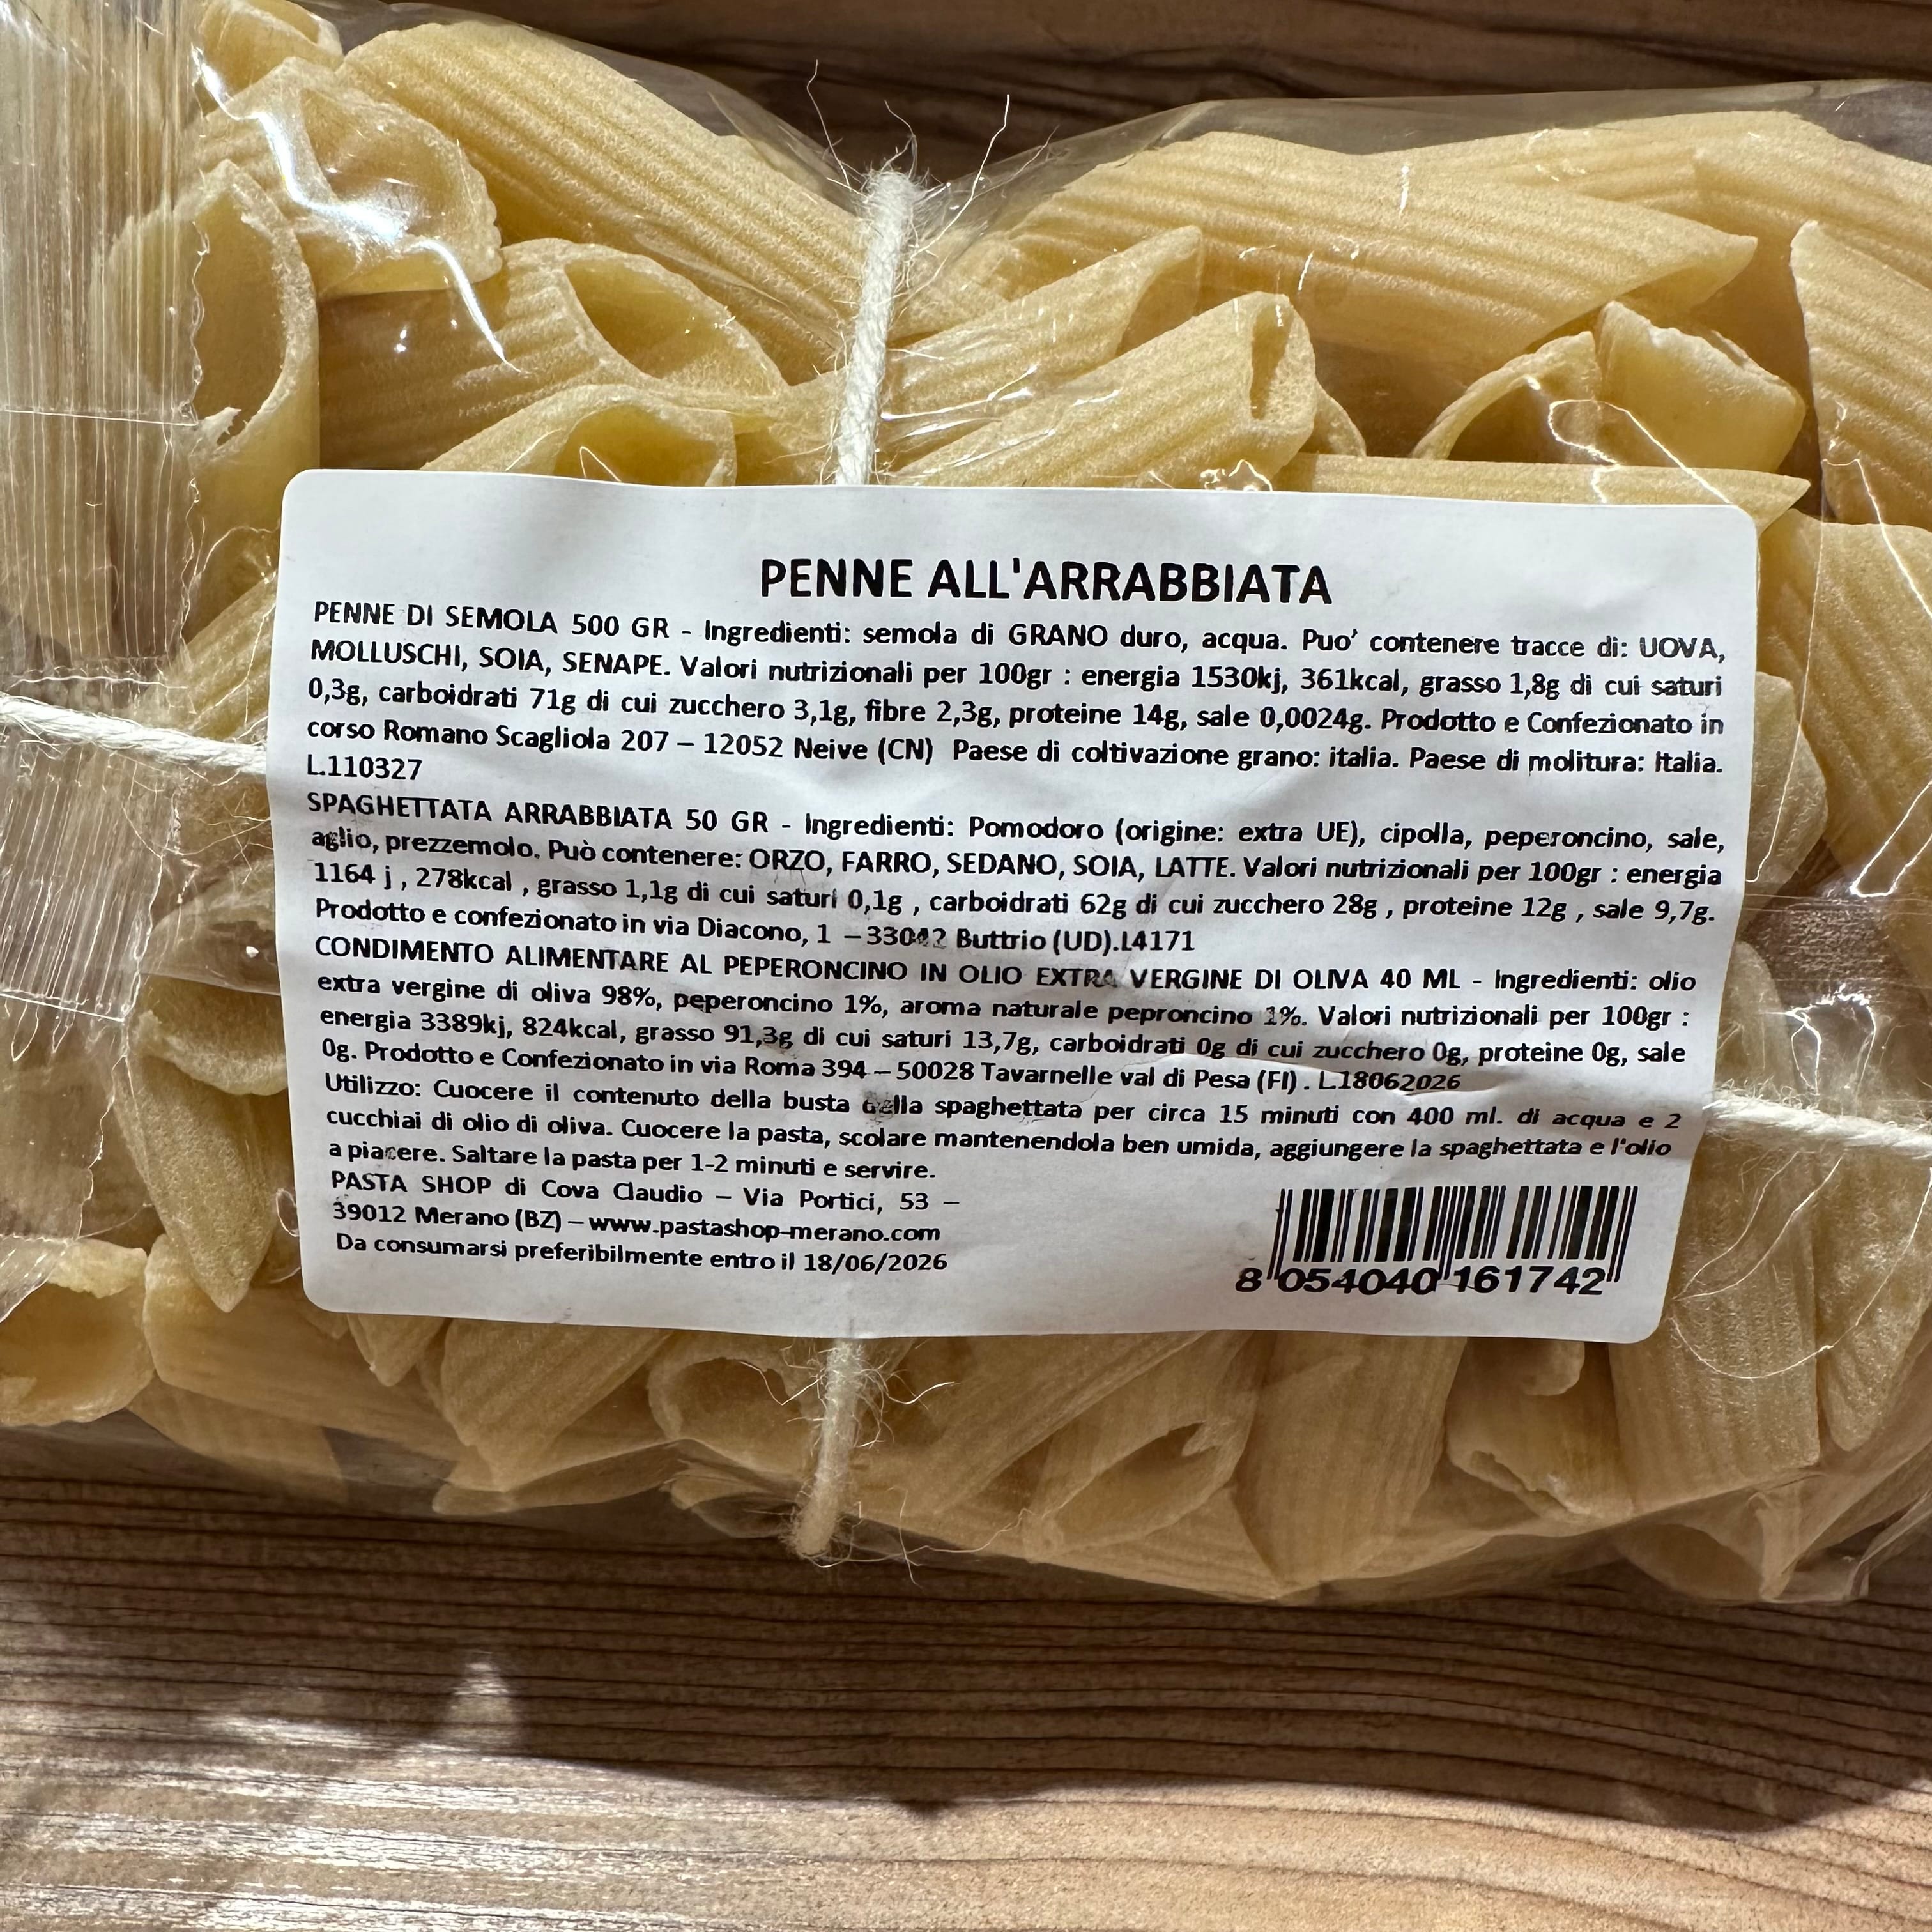 PENNE ALL'ARRABBIATA
PENNE DI SEMOLA 500 GR - Ingredienti: semola di GRANO duro, acqua. Puo’ contenere tracce di: UOVA,
MOLLUSCHI, SOIA, SENAPE. Valori nutrizionali per 100gr : energia 1530kj, 361kcal, grasso 1,8g di cui saturi
0,3g, carboidrati 71g di cui zucchero 3,1g, fibre 2,3g, proteine 14g, sale 0,0024g. Prodotto e Confezionato in
corso Romano Scagliola 207 – 12052 Neive (CN) Paese di coltivazione grano: italia. Paese di molitura: Italia.
L.110327
SPAGHETTATA ARRABBIATA 50 GR - Ingredienti: Pomodoro (origine: extra UE), cipolla, peperoncino, sale,
aglio, prezzemolo. Può contenere: ORZO, FARRO, SEDANO, SOIA, LATTE. Valori nutrizionali per 100gr : energia
1164 j , 278kcal , grasso 1,1g di cui saturi 0,1g , carboidrati 62g di cui zucchero 28g , proteine 12g , sale 9,7g.
Prodotto e confezionato in via Diacono, 1 – 33042 Buttrio (UD).L4171
CONDIMENTO ALIMENTARE AL PEPERONCINO IN OLIO EXTRA VERGINE DI OLIVA 40 ML - Ingredienti: olio
extra vergine di oliva 98%, peperoncino 1%, aroma naturale peproncino 1%. Valori nutrizionali per 100gr :
energia 3389kj, 824kcal, grasso 91,3g di cui saturi 13,7g, carboidrati 0g di cui zucchero 0g, proteine 0g, sale
0g. Prodotto e Confezionato in via Roma 394 – 50028 Tavarnelle val di Pesa (FI) . L.18062026
Utilizzo: Cuocere il contenuto della busta della spaghettata per circa 15 minuti con 400 ml. di acqua e 2
cucchiai di olio di oliva. Cuocere la pasta, scolare mantenendola ben umida, aggiungere la spaghettata e l'olio
a piacere. Saltare la pasta per 1-2 minuti e servire.
PASTA SHOP di Cova Claudio – Via Portici, 53 –
39012 Merano (BZ) – www.pastashop-merano.com
Da consumarsi preferibilmente entro il 18/06/2026
8 054040 161742